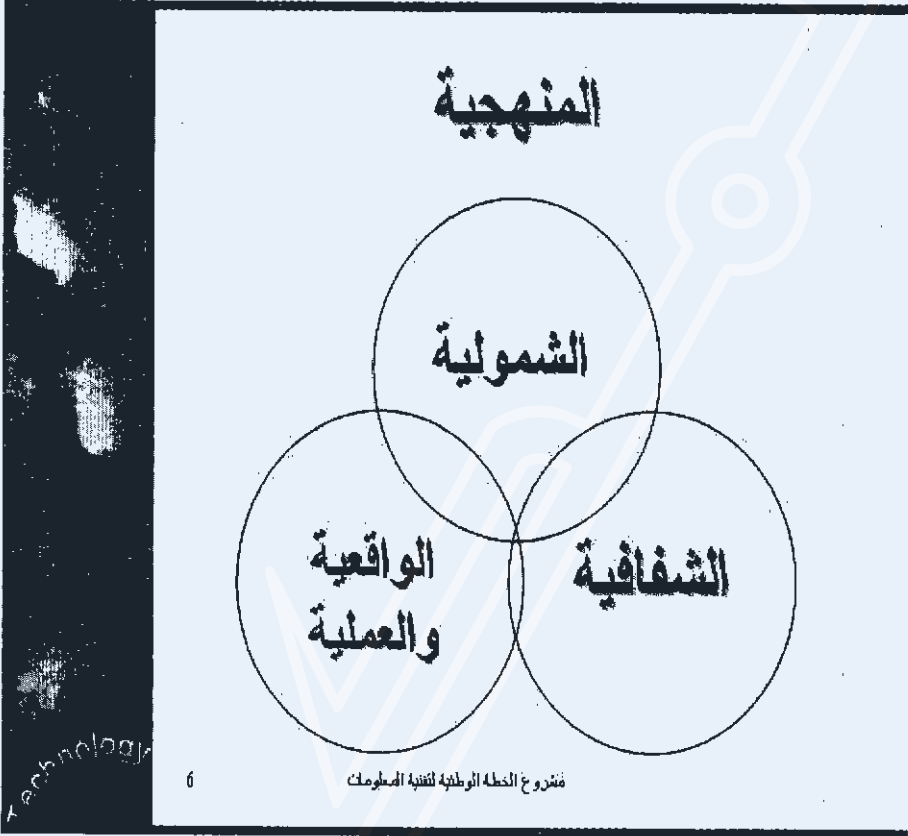 المنهجية
الشمولية
الشفافية
الواقعية
والعملية
مشروع الخطة الوطنية لتقنية المعلومات
6
Technology